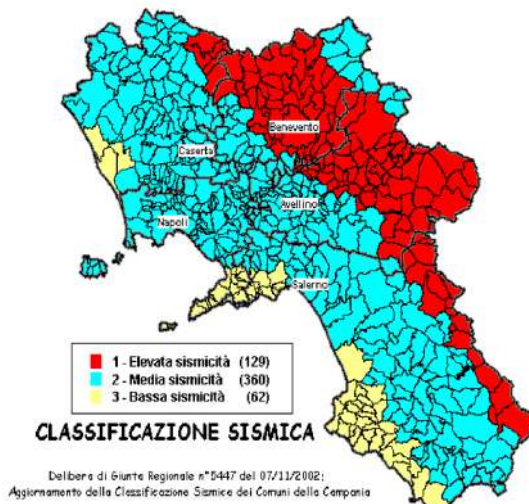 Benevento
Caserta
Avellino
Napoli
Salerno
1 - Elevata sismicità (129)
2 - Media sismicità (360)
3 - Bassa sismicità (62)
CLASSIFICAZIONE SISMICA
Delibera di Giunta Regionale n°5447 del 07/11/2002;
Aggiornamento della Classificazione Sismica dei Comuni della Campania